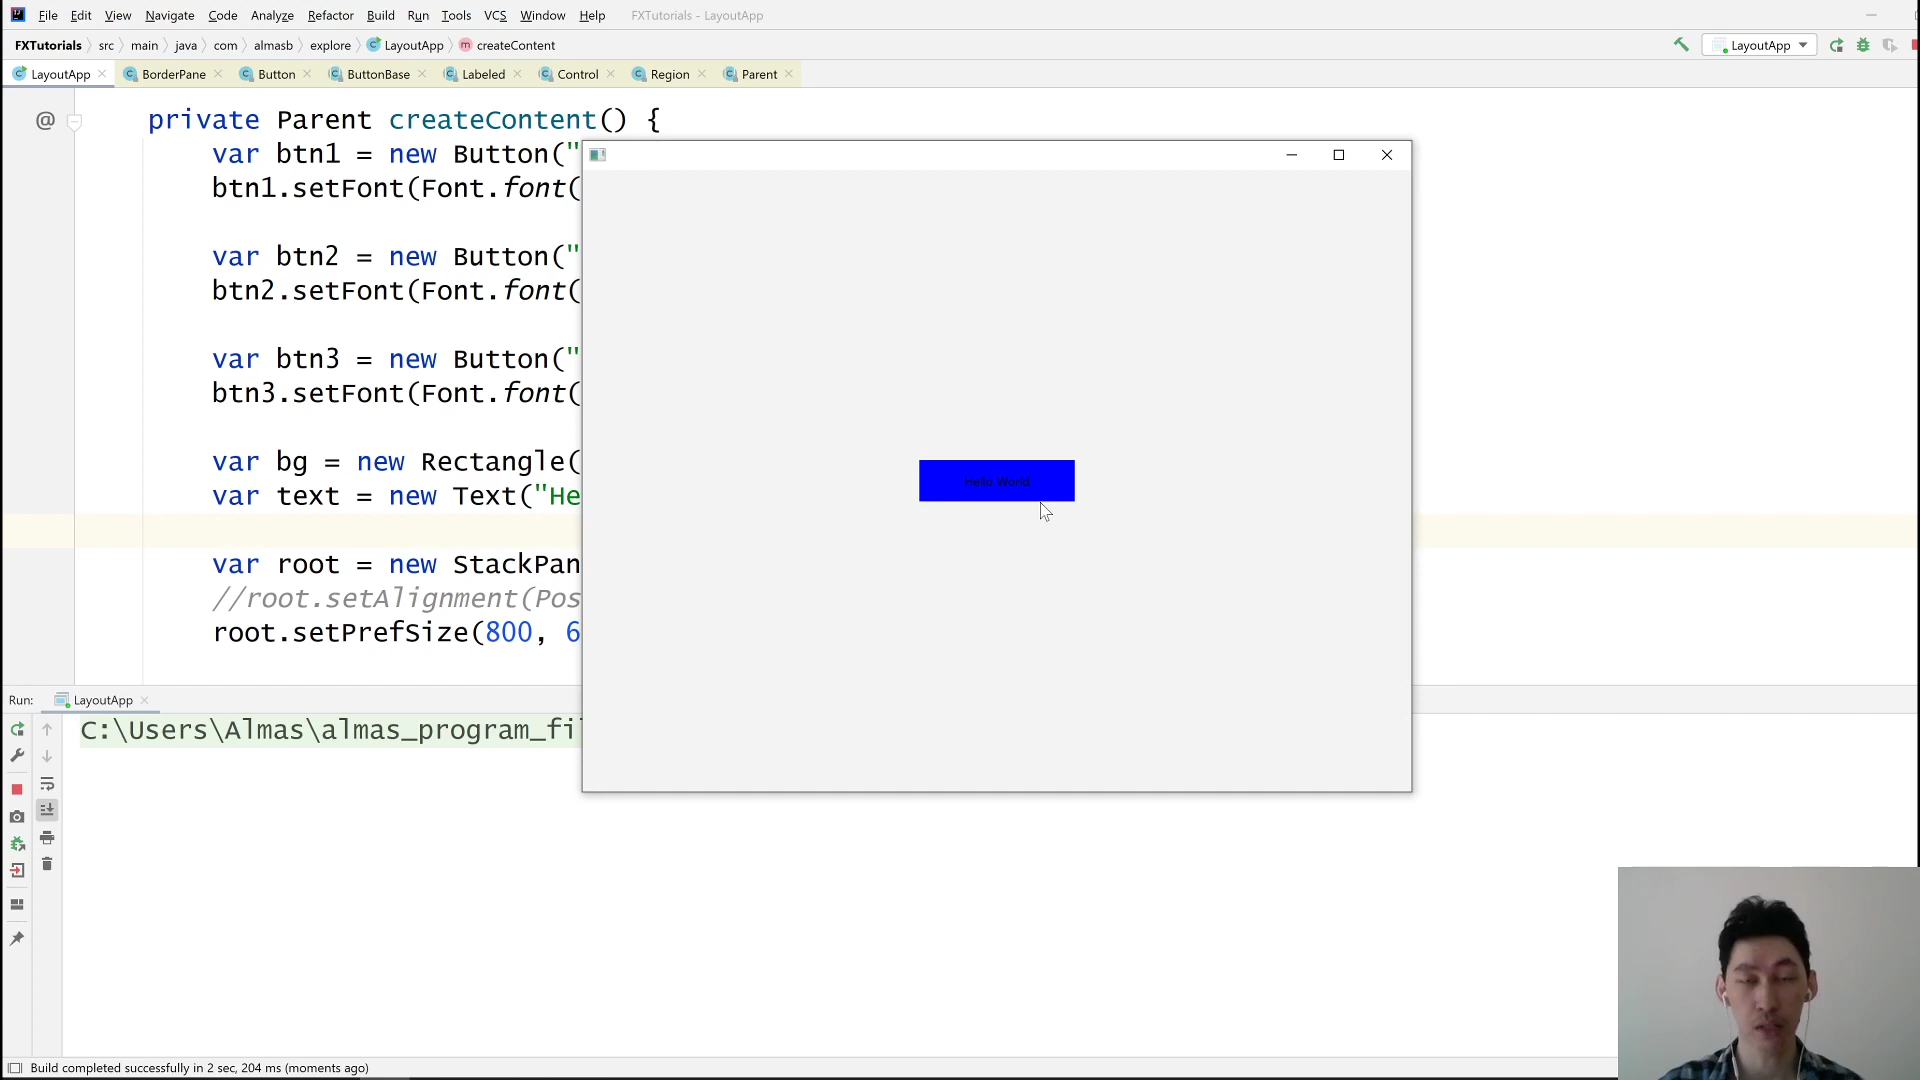 File Edit View Navigate Code Analyze Refactor Build Run Tools VCS Window Help FXTutorials - LayoutApp
FXTutorials src main java com almasb explore LayoutApp createContent LayoutApp
LayoutApp BorderPane Button ButtonBase Labeled Control Region Parent
@ private Parent createContent() {
var btn1 = new Button("
btn1.setFont(Font.font(
var btn2 = new Button("
btn2.setFont(Font.font(
var btn3 = new Button("
btn3.setFont(Font.font(
var bg = new Rectangle(
Hello World
var text = new Text("He
var root = new StackPan
//root.setAlignment(Pos
root.setPrefSize(800, 6
Run: LayoutApp
C:\Users\Almas\almas_program_fi
Build completed successfully in 2 sec, 204 ms (moments ago)